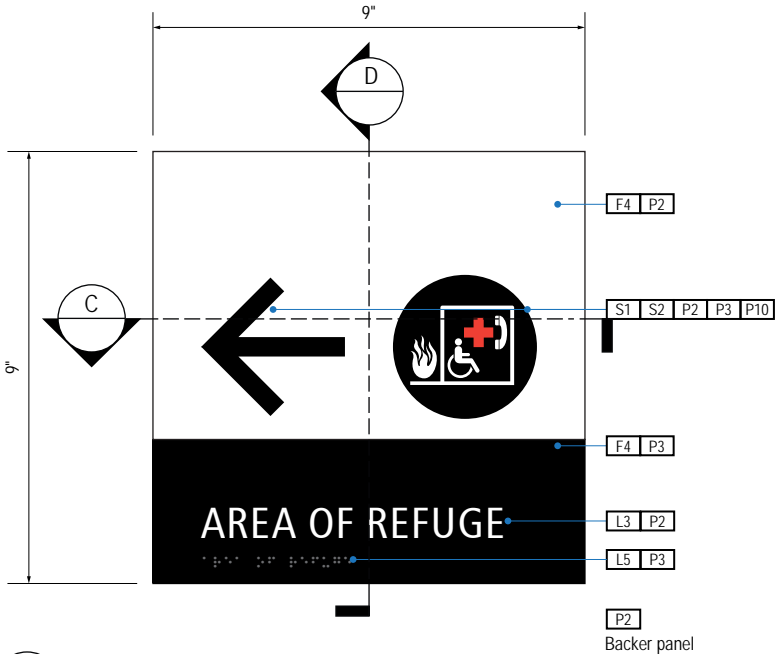 9"
D
F4 P2
C
S1 S2 P2 P3 P10
9"
F4 P3
AREA OF REFUGE
L3 P2
L5 P3
P2
Backer panel